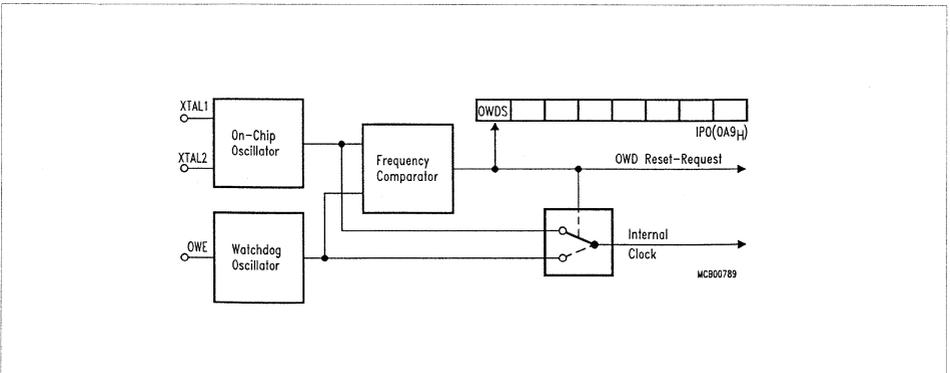 XTAL1
XTAL2
On-Chip
Oscillator
OWE
Watchdog
Oscillator
Frequency
Comparator
OWDS
IP0(0A9H)
OWD Reset-Request
Internal
Clock
MCB00789